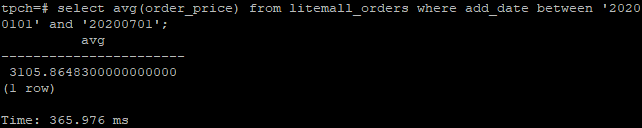 tpch=# select avg(order_price) from litemall_orders where add_date between '2020
0101' and '20200701';
avg
-----------------------
3105.8648300000000000
(1 row)
Time: 365.976 ms